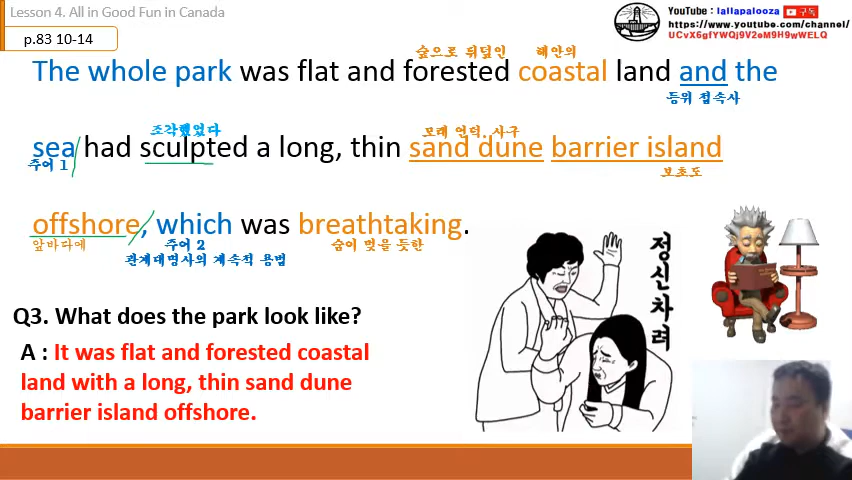 Lesson 4. All in Good Fun in Canada
p.83 10-14
YouTube : lallapalooza 구독
https://www.youtube.com/channel/
UCvX6gfYWQj9V2eM9H9wWELQ
숲으로 뒤덮인 해안의
The whole park was flat and forested coastal land and the
등위 접속사
조각했었다 모래 언덕. 사구
sea had sculpted a long, thin sand dune barrier island
주어 1 보초도
offshore, which was breathtaking.
앞바다에 주어 2 숨이 멎을 듯한
관계대명사의 계속적 용법
정신차려
Q3. What does the park look like?
A : It was flat and forested coastal
land with a long, thin sand dune
barrier island offshore.